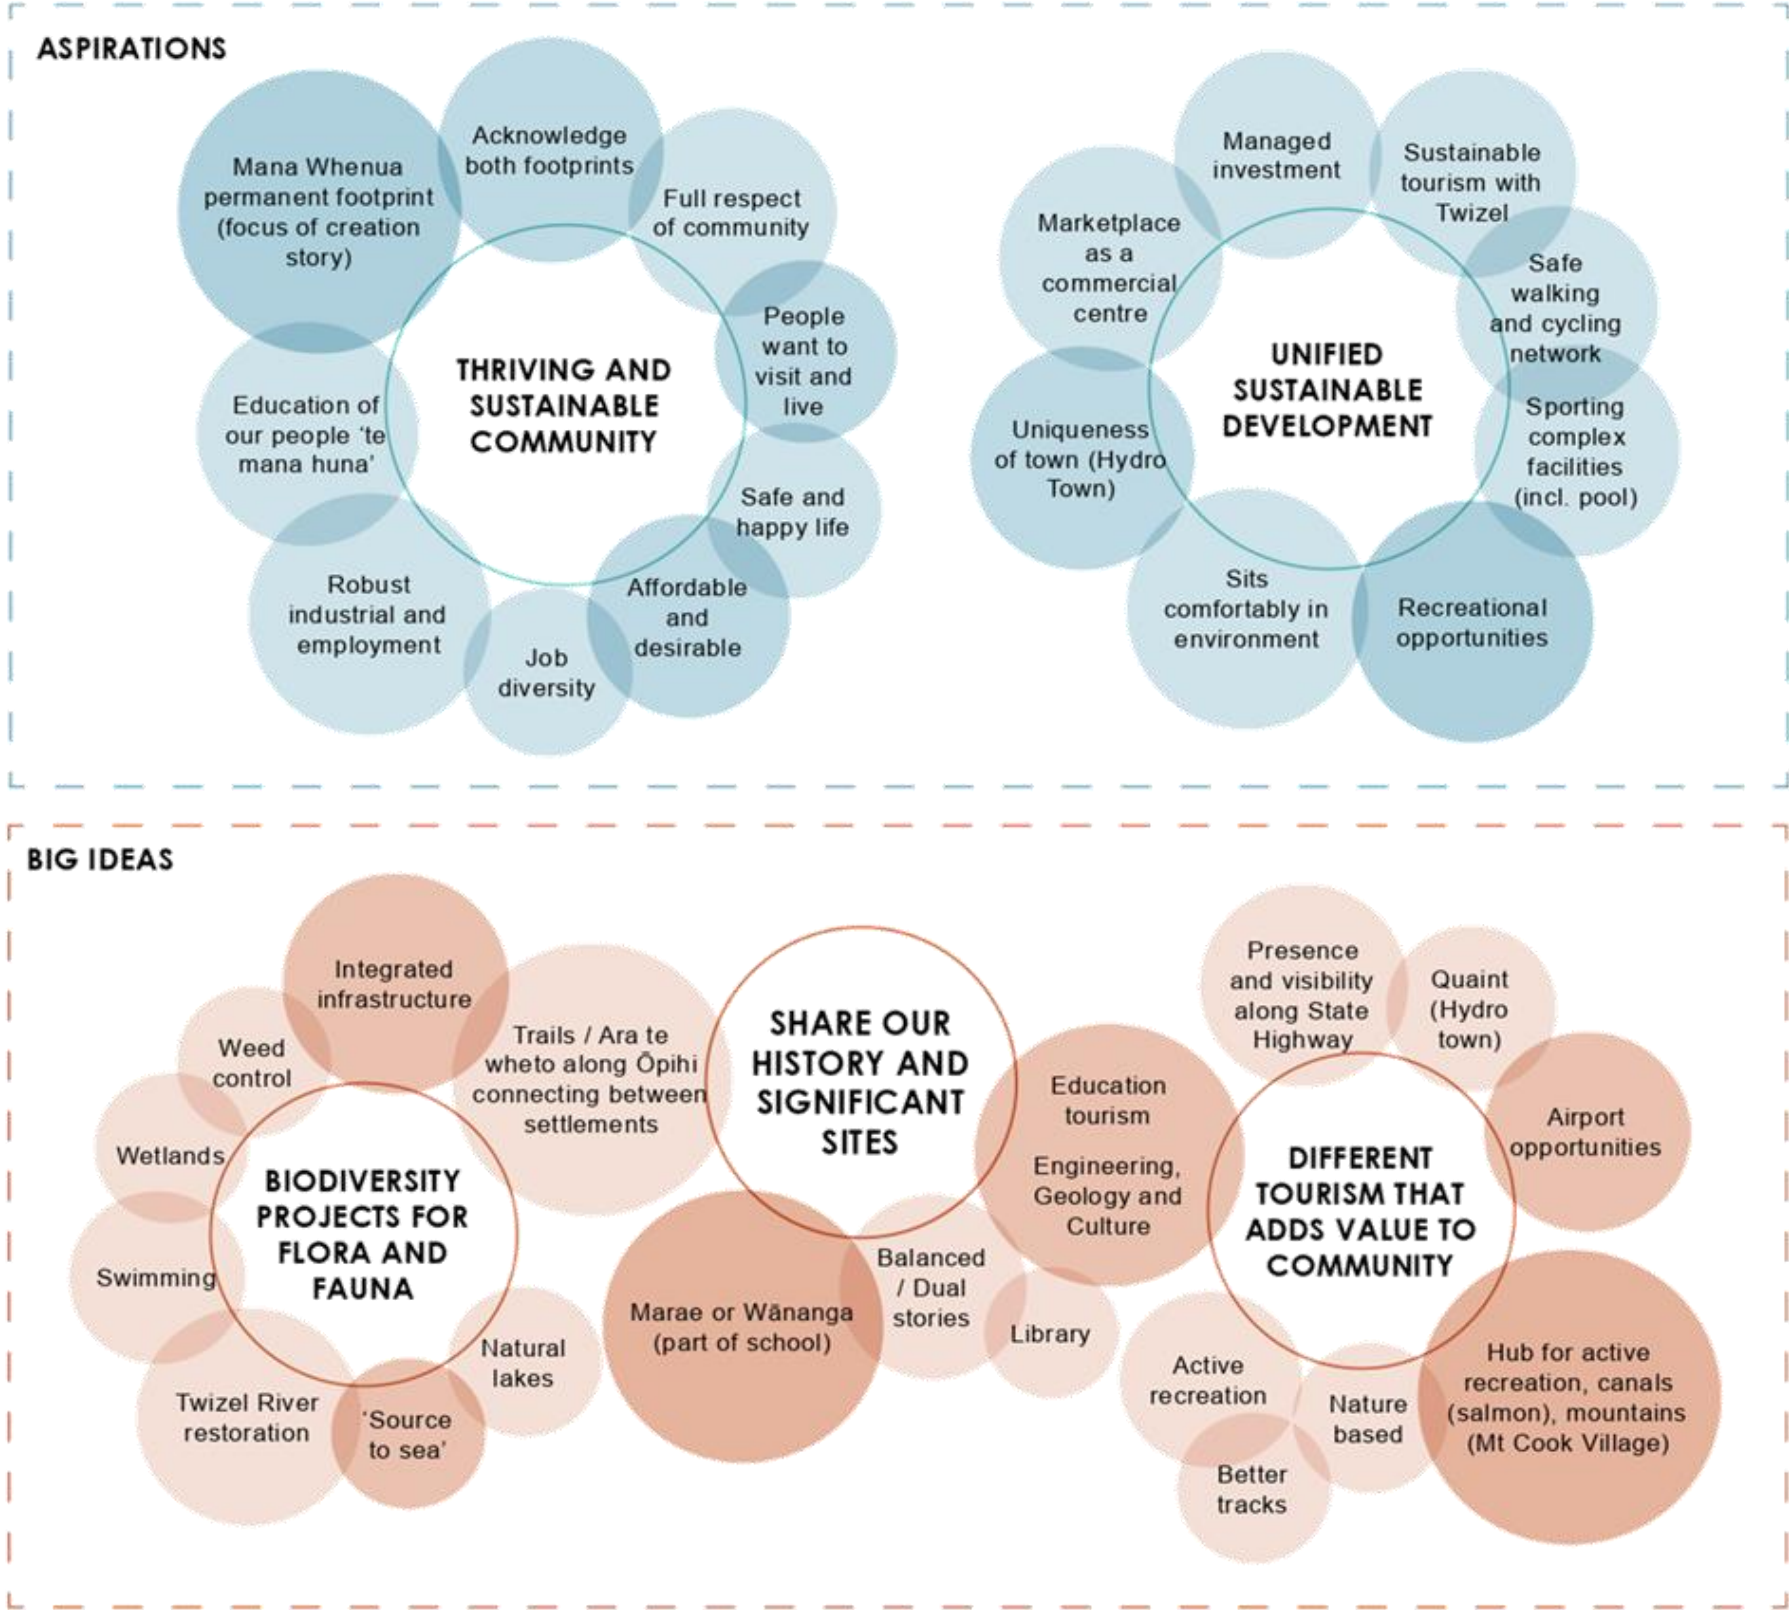 ASPIRATIONS
Mana Whenua
permanent footprint
(focus of creation
story)
Acknowledge
both footprints
Full respect
of community
People
want to
visit and
live
Safe and
happy life
Affordable
and
desirable
Job
diversity
Robust
industrial and
employment
Education of
our people ‘te
mana huna’
THRIVING AND
SUSTAINABLE
COMMUNITY
Managed
investment
Sustainable
tourism with
Twizel
Safe
walking
and cycling
network
Sporting
complex
facilities
(incl. pool)
Recreational
opportunities
Sits
comfortably in
environment
Uniqueness
of town (Hydro
Town)
Marketplace
as a
commercial
centre
UNIFIED
SUSTAINABLE
DEVELOPMENT
BIG IDEAS
Integrated
infrastructure
Weed
control
Wetlands
Swimming
Twizel River
restoration
‘Source
to sea’
Natural
lakes
BIODIVERSITY
PROJECTS FOR
FLORA AND
FAUNA
Trails / Ara te
wheto along Ōpihi
connecting between
settlements
SHARE OUR
HISTORY AND
SIGNIFICANT
SITES
Marae or Wānanga
(part of school)
Balanced
/ Dual
stories
Library
Education
tourism
Engineering,
Geology and
Culture
Presence
and visibility
along State
Highway
Quaint
(Hydro
town)
Airport
opportunities
DIFFERENT
TOURISM THAT
ADDS VALUE TO
COMMUNITY
Hub for active
recreation, canals
(salmon), mountains
(Mt Cook Village)
Nature
based
Active
recreation
Better
tracks